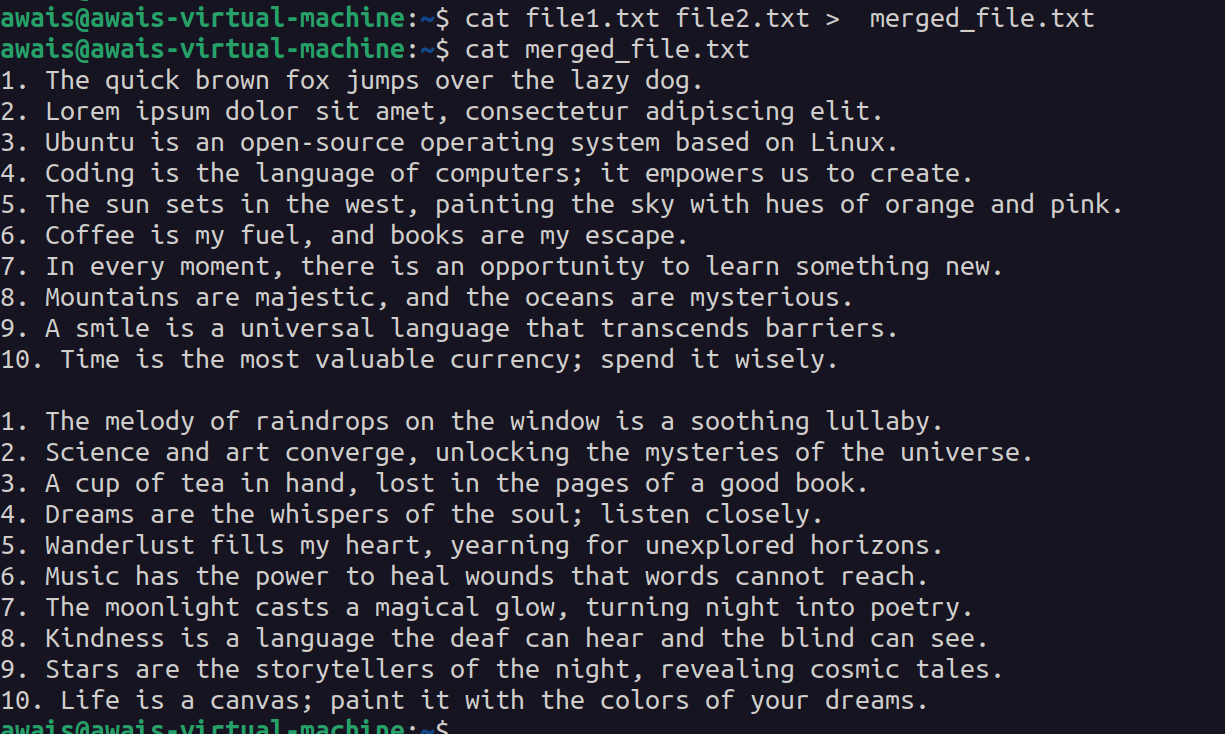 awais@awais-virtual-machine:~$ cat file1.txt file2.txt >  merged_file.txt
awais@awais-virtual-machine:~$ cat merged_file.txt
1. The quick brown fox jumps over the lazy dog.
2. Lorem ipsum dolor sit amet, consectetur adipiscing elit.
3. Ubuntu is an open-source operating system based on Linux.
4. Coding is the language of computers; it empowers us to create.
5. The sun sets in the west, painting the sky with hues of orange and pink.
6. Coffee is my fuel, and books are my escape.
7. In every moment, there is an opportunity to learn something new.
8. Mountains are majestic, and the oceans are mysterious.
9. A smile is a universal language that transcends barriers.
10. Time is the most valuable currency; spend it wisely.

1. The melody of raindrops on the window is a soothing lullaby.
2. Science and art converge, unlocking the mysteries of the universe.
3. A cup of tea in hand, lost in the pages of a good book.
4. Dreams are the whispers of the soul; listen closely.
5. Wanderlust fills my heart, yearning for unexplored horizons.
6. Music has the power to heal wounds that words cannot reach.
7. The moonlight casts a magical glow, turning night into poetry.
8. Kindness is a language the deaf can hear and the blind can see.
9. Stars are the storytellers of the night, revealing cosmic tales.
10. Life is a canvas; paint it with the colors of your dreams.
awais@awais-virtual-machine:~$